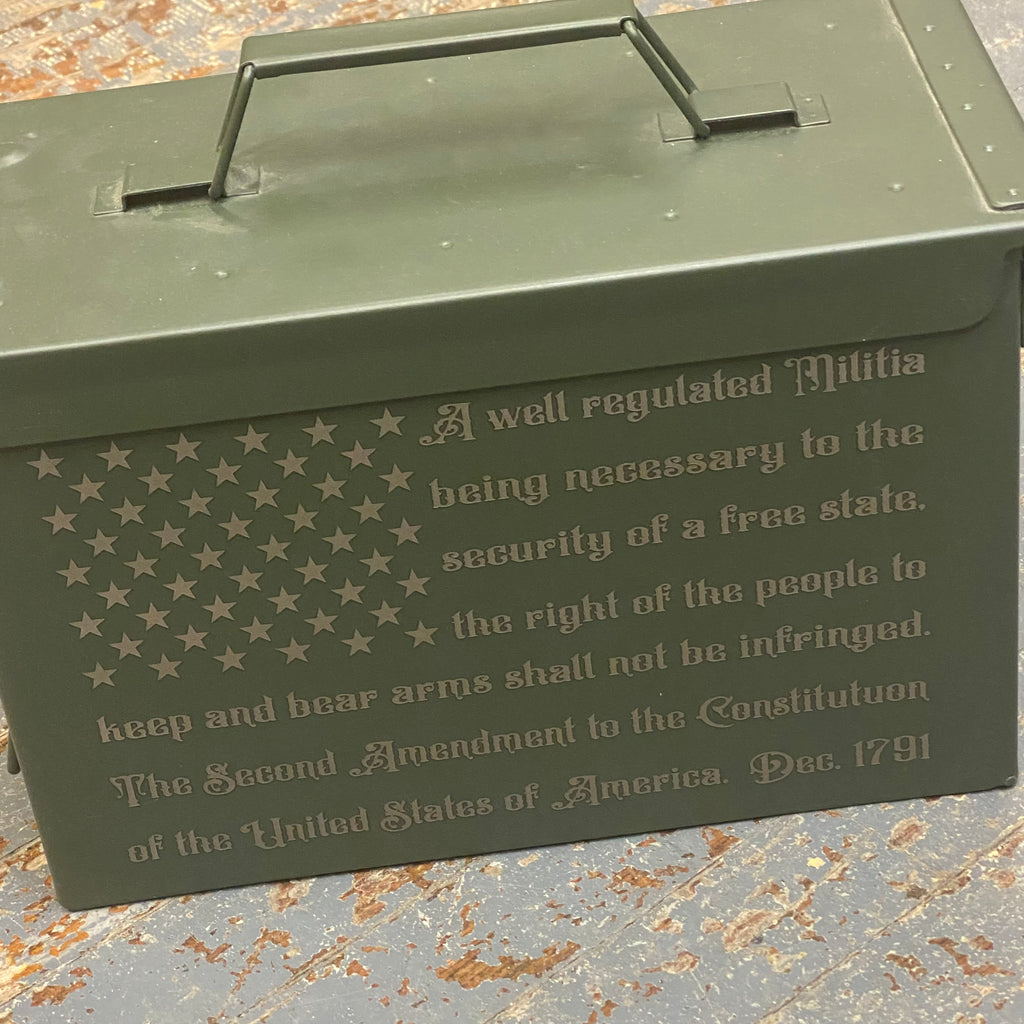 A well regulated Militia
being necessary to the
security of a free state,
the right of the people to
keep and bear arms shall not be infringed.
The Second Amendment to the Constitutuon
of the United States of America. Dec. 1791